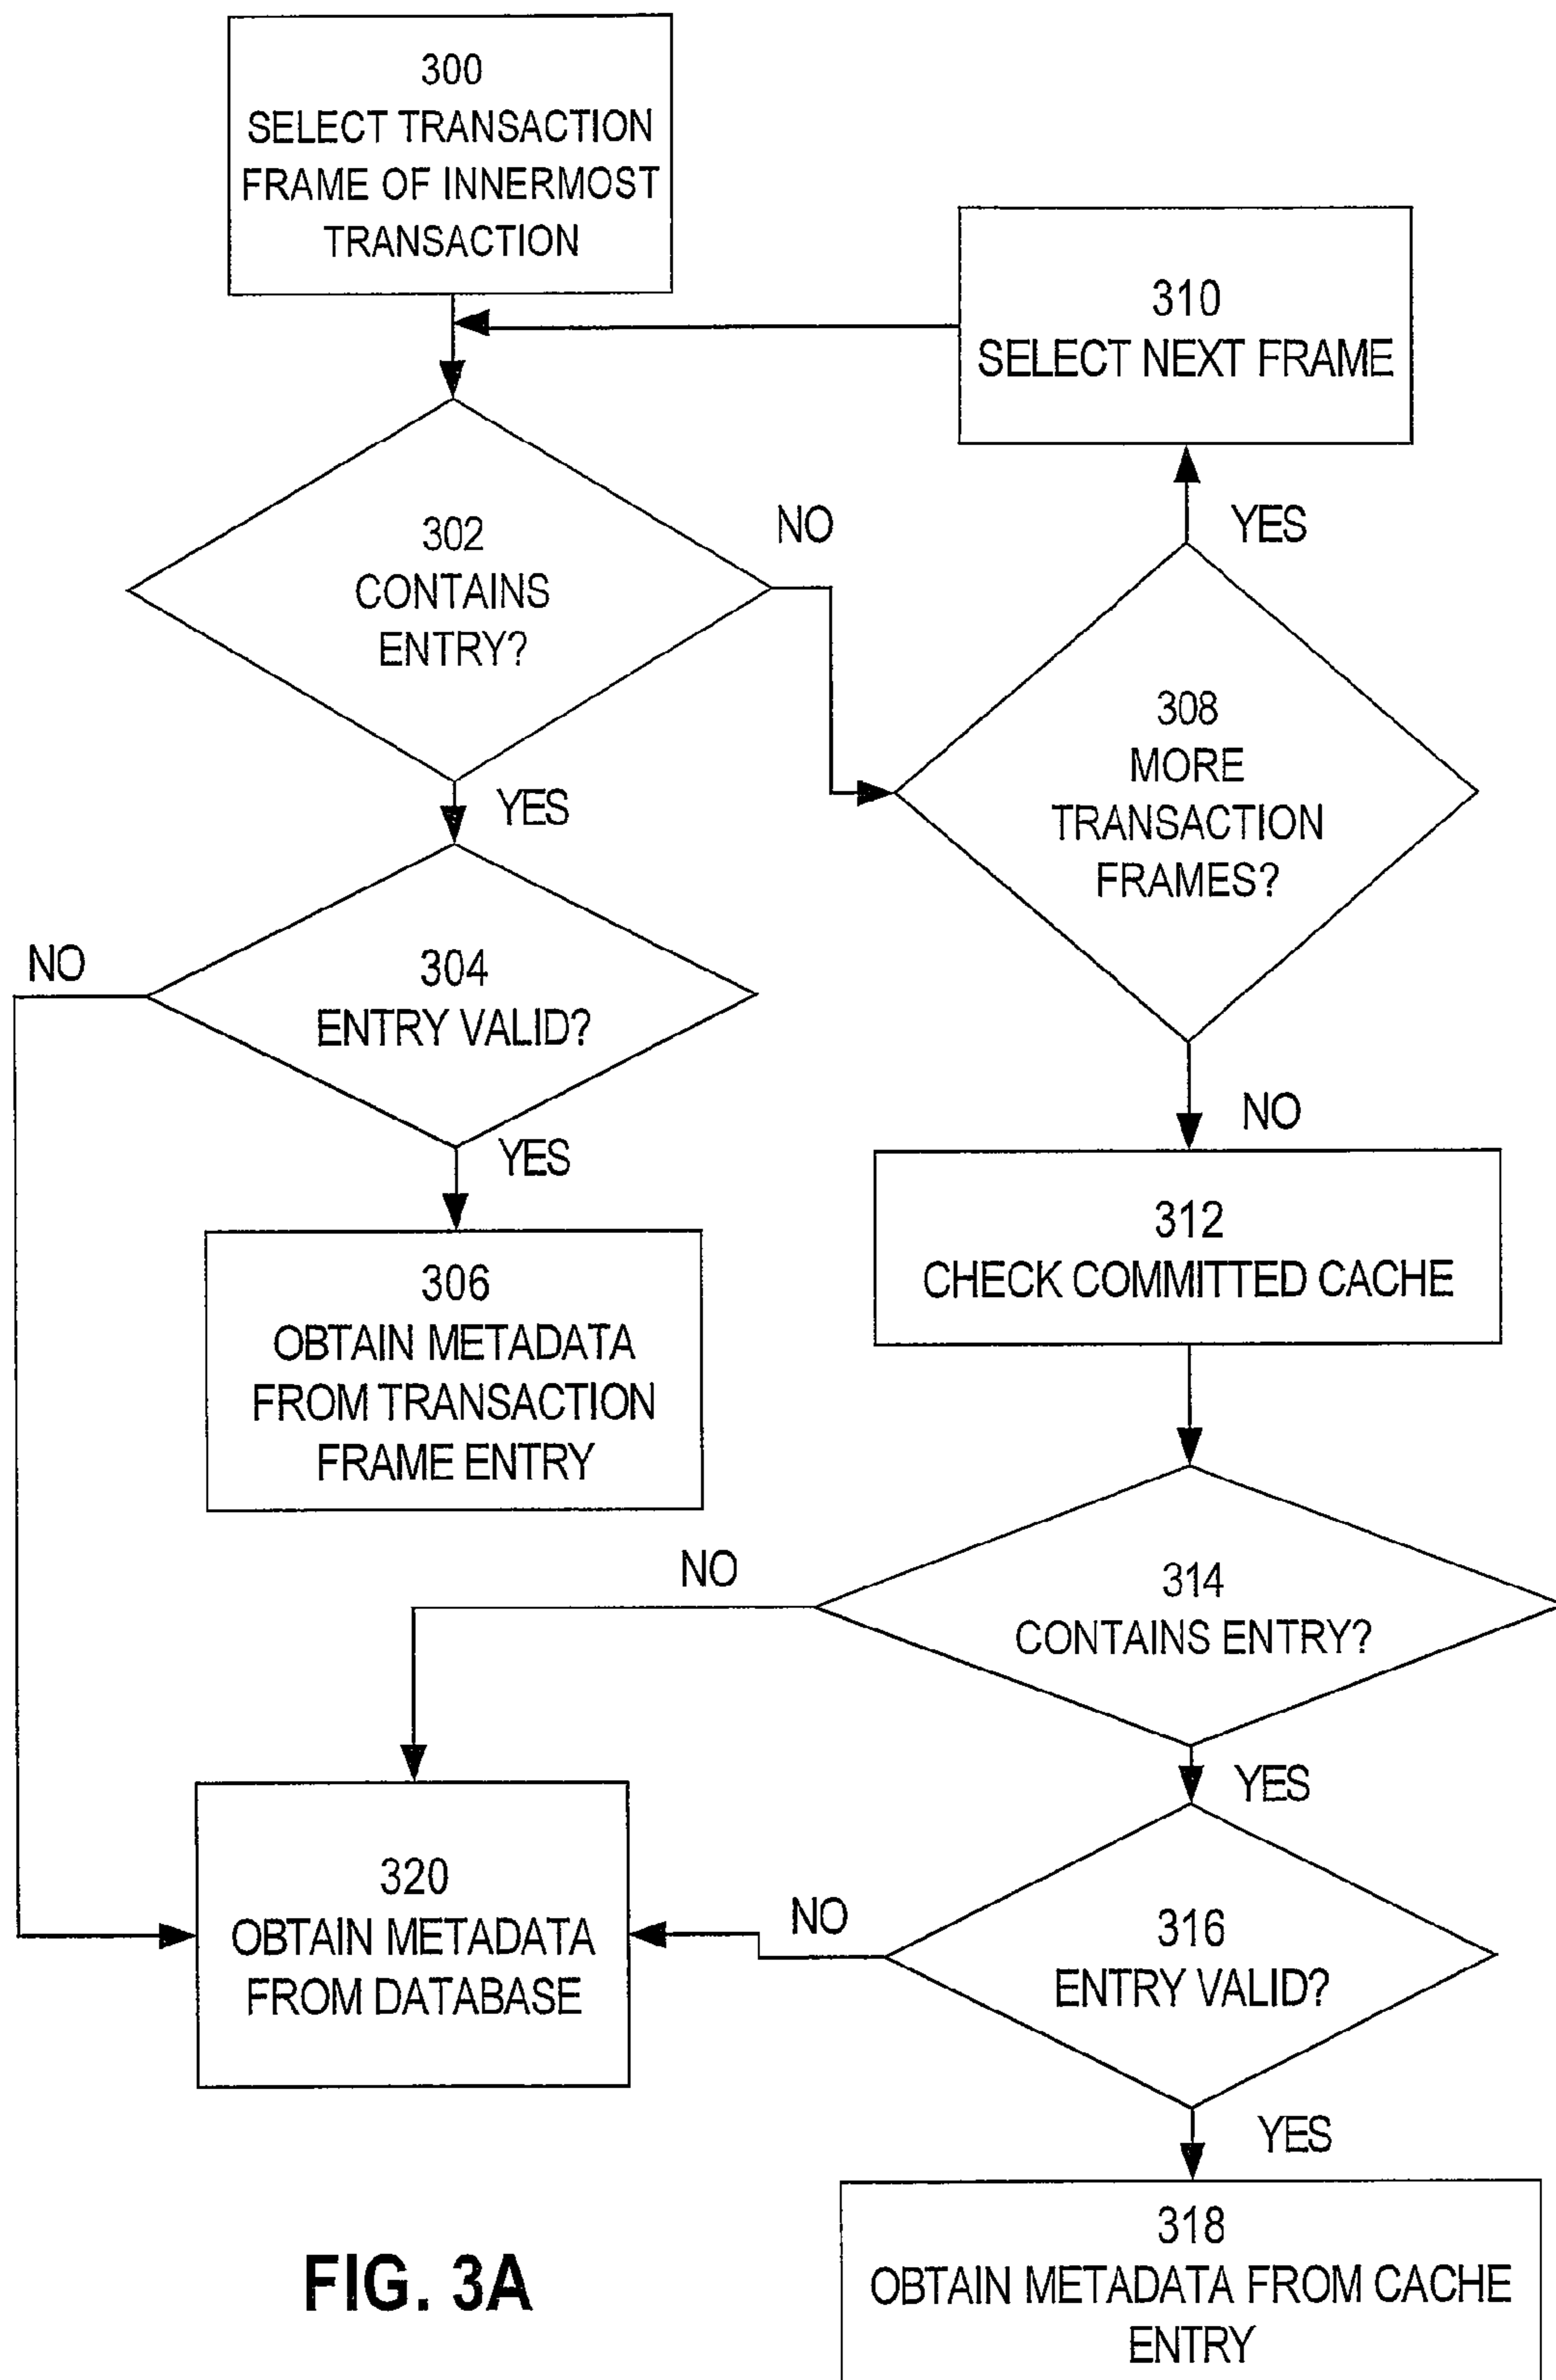 300
SELECT TRANSACTION
FRAME OF INNERMOST
TRANSACTION
310
SELECT NEXT FRAME
YES
302
CONTAINS
ENTRY?
NO
308
MORE
TRANSACTION
FRAMES?
YES
304
ENTRY VALID?
NO
NO
YES
306
OBTAIN METADATA
FROM TRANSACTION
FRAME ENTRY
312
CHECK COMMITTED CACHE
314
CONTAINS ENTRY?
NO
YES
320
OBTAIN METADATA
FROM DATABASE
NO
316
ENTRY VALID?
YES
318
OBTAIN METADATA FROM CACHE
ENTRY
FIG. 3A